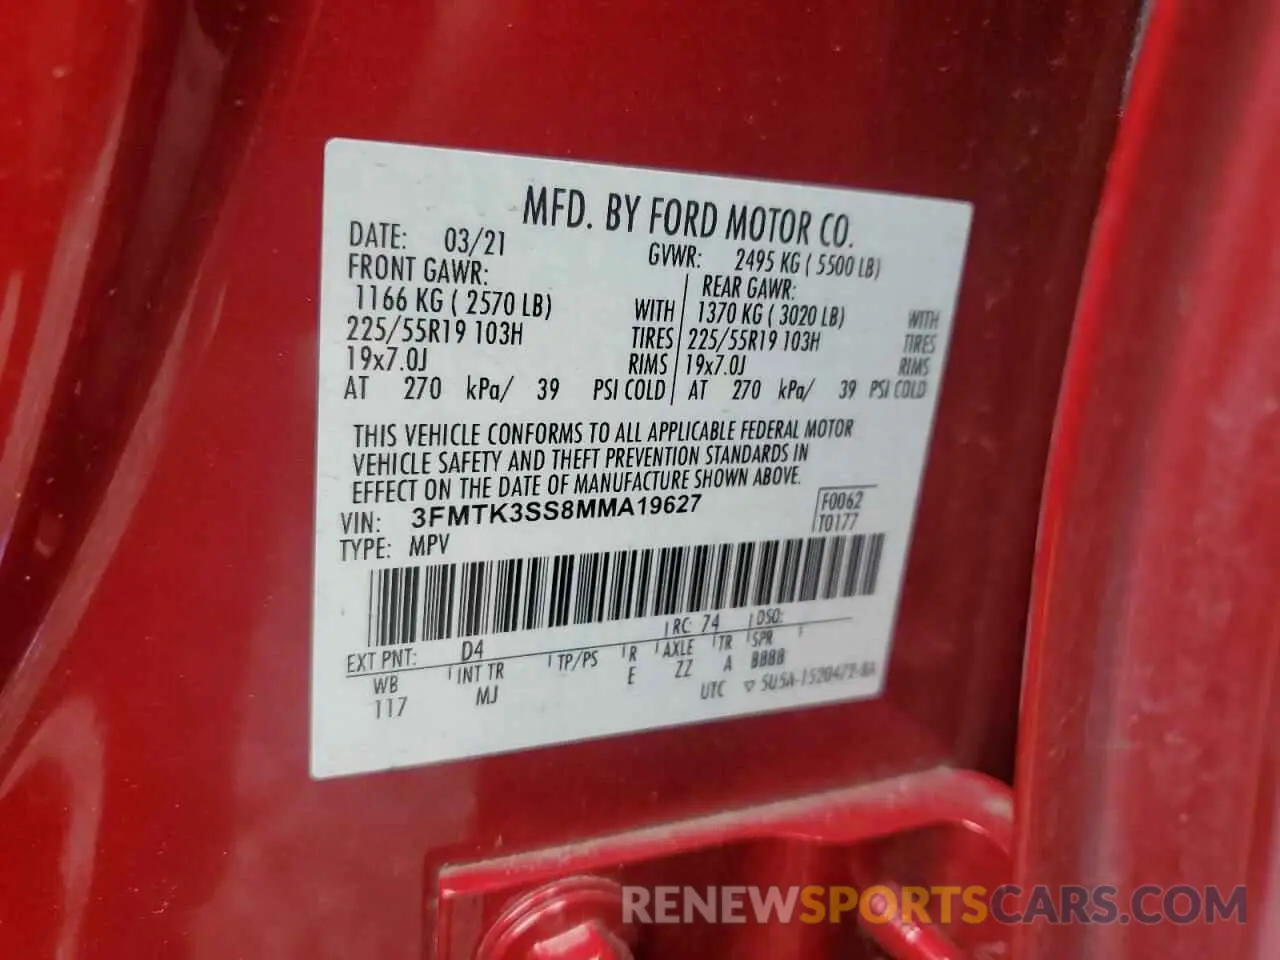 MFD. BY FORD MOTOR CO.
DATE: 03/21 GVWR: 2495 KG ( 5500 LB)
FRONT GAWR: REAR GAWR:
1166 KG ( 2570 LB) WITH 1370 KG ( 3020 LB) WITH
225/55R19 103H TIRES 225/55R19 103H TIRES
19x7.0J RIMS 19x7.0J RIMS
AT 270 kPa/ 39 PSI COLD AT 270 kPa/ 39 PSI COLD
THIS VEHICLE CONFORMS TO ALL APPLICABLE FEDERAL MOTOR
VEHICLE SAFETY AND THEFT PREVENTION STANDARDS IN
EFFECT ON THE DATE OF MANUFACTURE SHOWN ABOVE.
VIN: 3FMTK3SS8MMA19627 F0062
TYPE: MPV T0177
EXT PNT: D4 RC: 74 DSO:
WB INT TR TP/PS R AXLE TR SPR
117 MJ E ZZ A BBBB
UTC ▽ 5U5A-1520472-AA
RENEWSPORTSCARS.COM